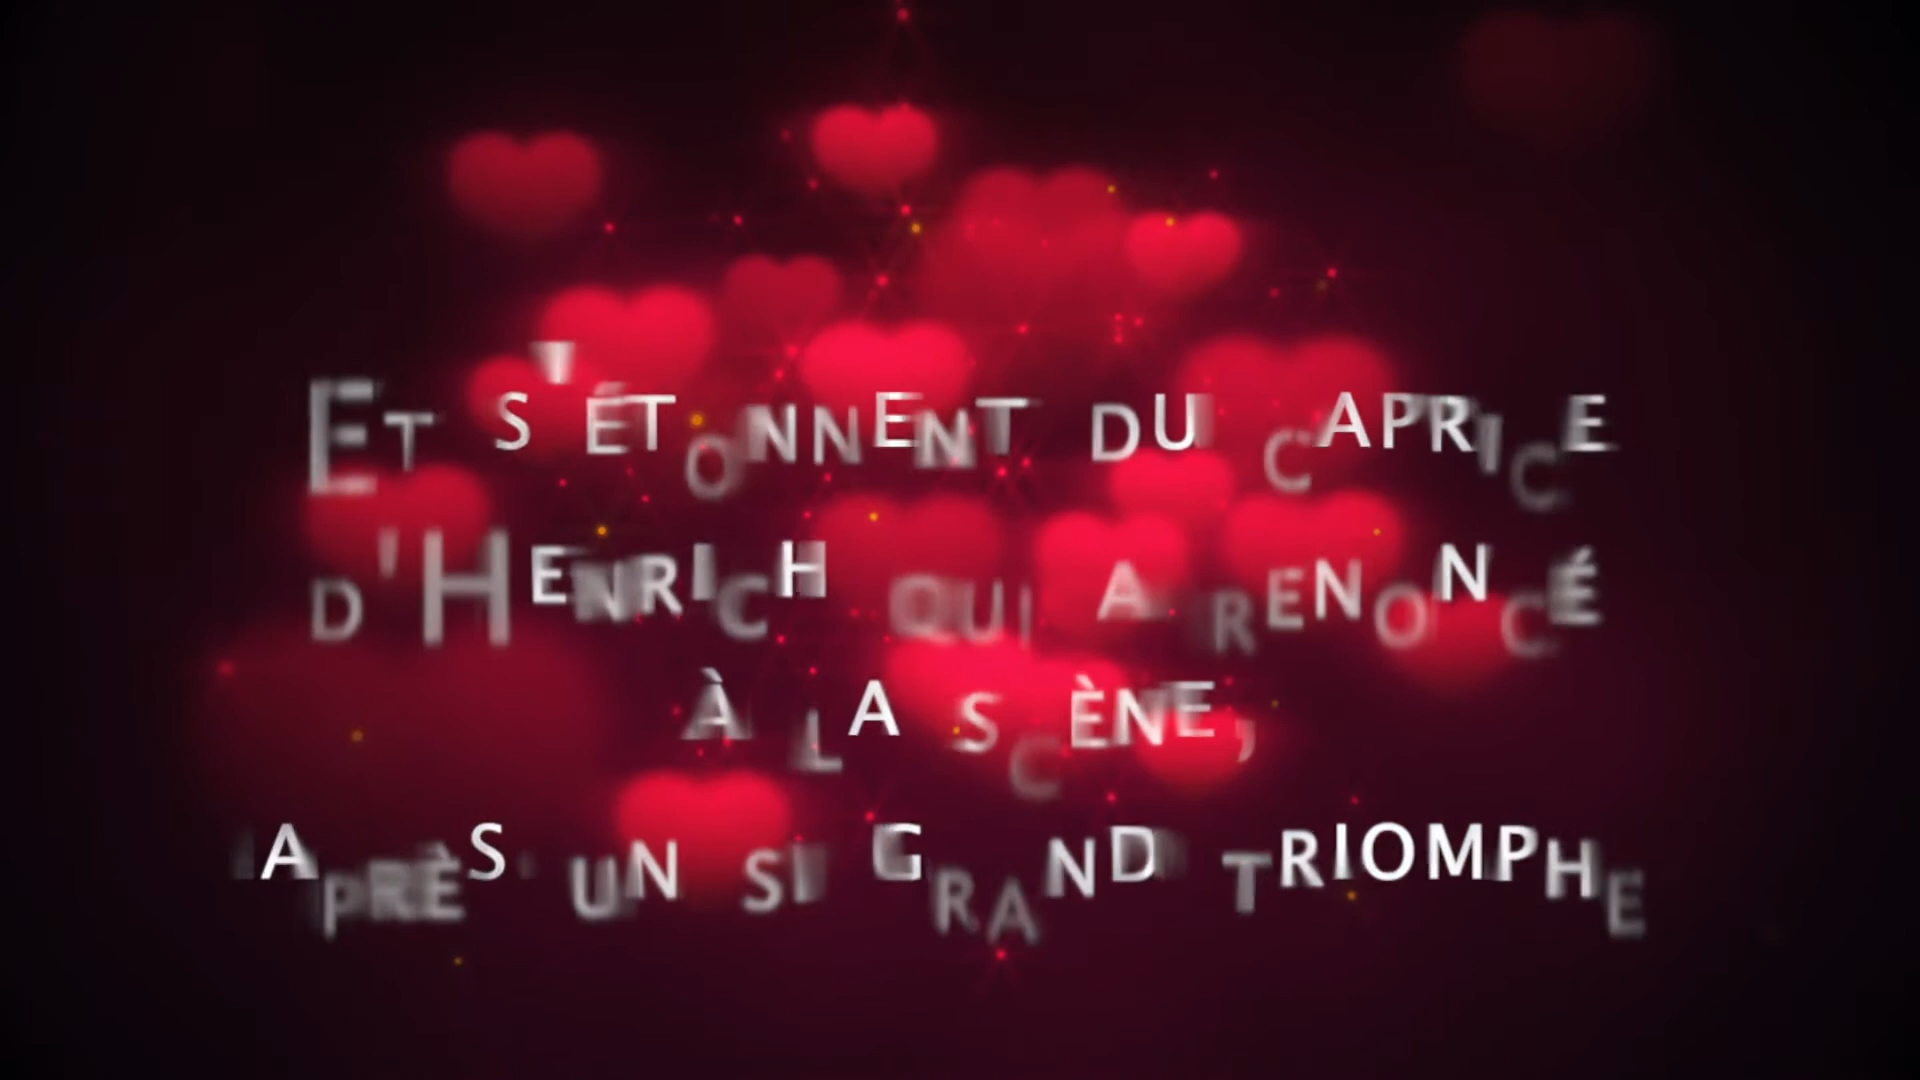 Et s'étonnent du caprice
d'Henrich qui a renoncé
à la scène,
après un si grand triomphe